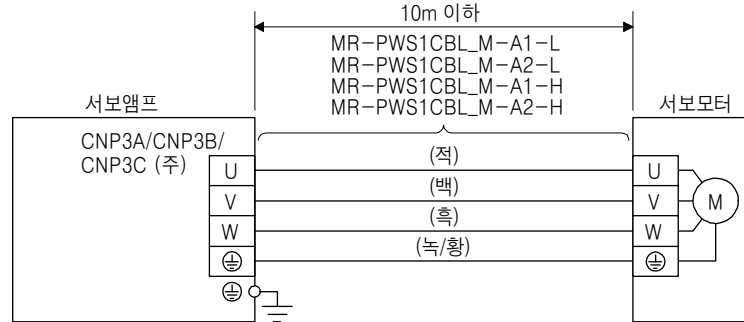 10m 이하
MR-PWS1CBL_M-A1-L
MR-PWS1CBL_M-A2-L
MR-PWS1CBL_M-A1-H
MR-PWS1CBL_M-A2-H
서보앰프
서보모터
CNP3A/CNP3B/
CNP3C (주)
U
(적)
U
V
(백)
V
M
W
(흑)
W
(녹/황)